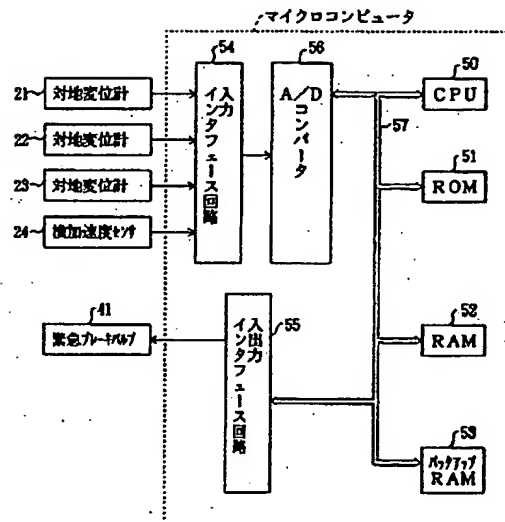 マイクロコンピュータ
54
56
50
21
対地変位計
入力インタフェース回路
A/Dコンバータ
CPU
57
22
対地変位計
51
ROM
23
対地変位計
24
横加速度センサ
41
緊急ブレーキバルブ
入出力インタフェース回路
55
52
RAM
53
バックアップ
RAM